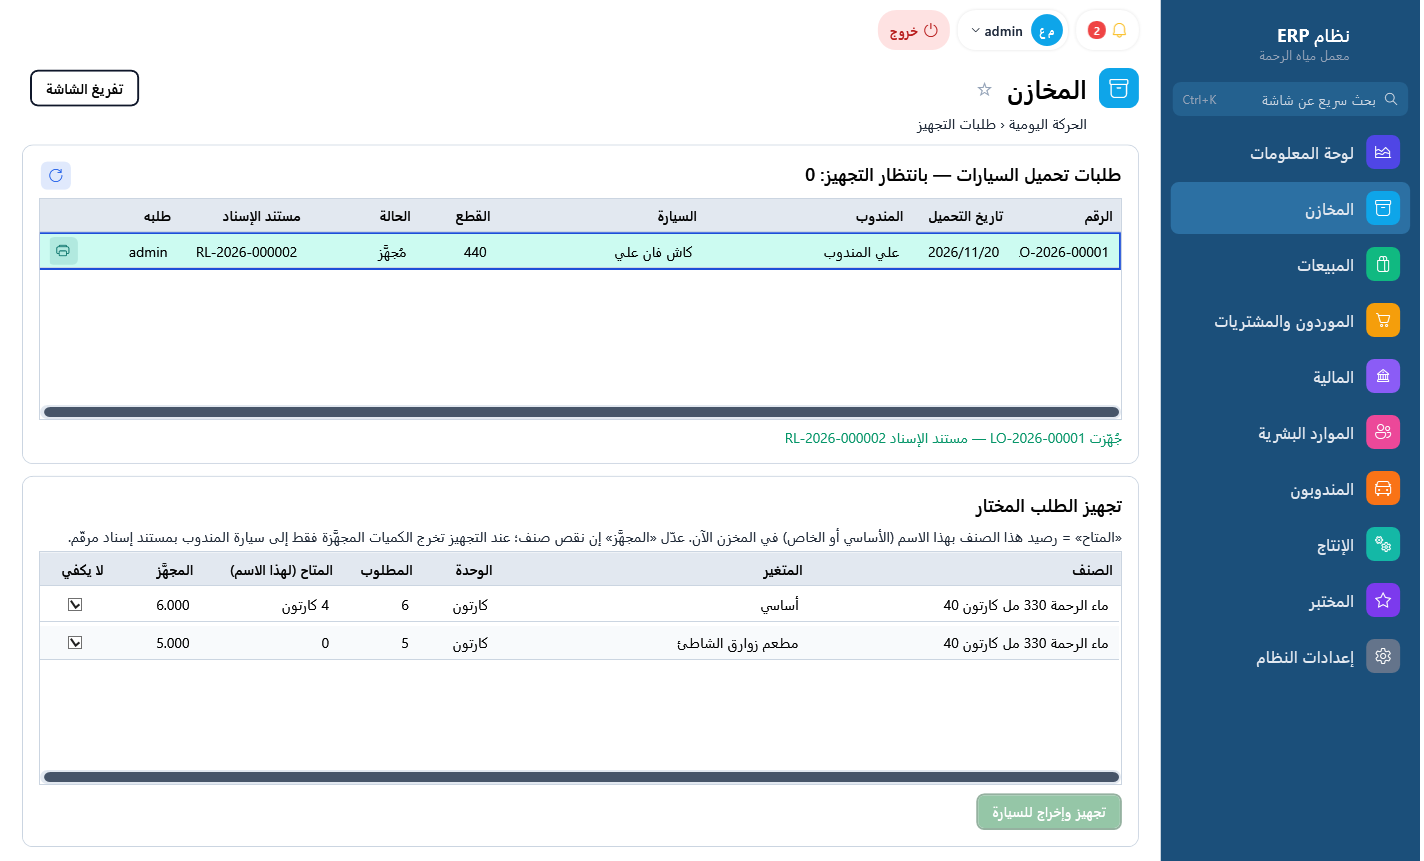 نظام ERP
معمل مياه الرحمة
بحث سريع عن شاشة Ctrl+K
لوحة المعلومات
المخازن
المبيعات
الموردون والمشتريات
المالية
الموارد البشرية
المندوبون
الإنتاج
المختبر
إعدادات النظام
2
م ع admin
خروج
المخازن
الحركة اليومية › طلبات التجهيز
تفريغ الشاشة
طلبات تحميل السيارات — بانتظار التجهيز: 0
الرقم تاريخ التحميل المندوب السيارة القطع الحالة مستند الإسناد طلبه
O-2026-00001 2026/11/20 علي المندوب كاش فان علي 440 مُجهَّز RL-2026-000002 admin
جُهّزت LO-2026-00001 — مستند الإسناد RL-2026-000002
تجهيز الطلب المختار
«المتاح» = رصيد هذا الصنف بهذا الاسم (الأساسي أو الخاص) في المخزن الآن. عدّل «المجهَّز» إن نقص صنف؛ عند التجهيز تخرج الكميات المجهَّزة فقط إلى سيارة المندوب بمستند إسناد مرقّم.
الصنف المتغير الوحدة المطلوب المتاح (لهذا الاسم) المجهَّز لا يكفي
ماء الرحمة 330 مل كارتون 40 أساسي كارتون 6 4 كارتون 6.000
ماء الرحمة 330 مل كارتون 40 مطعم زوارق الشاطئ كارتون 5 0 5.000
تجهيز وإخراج للسيارة